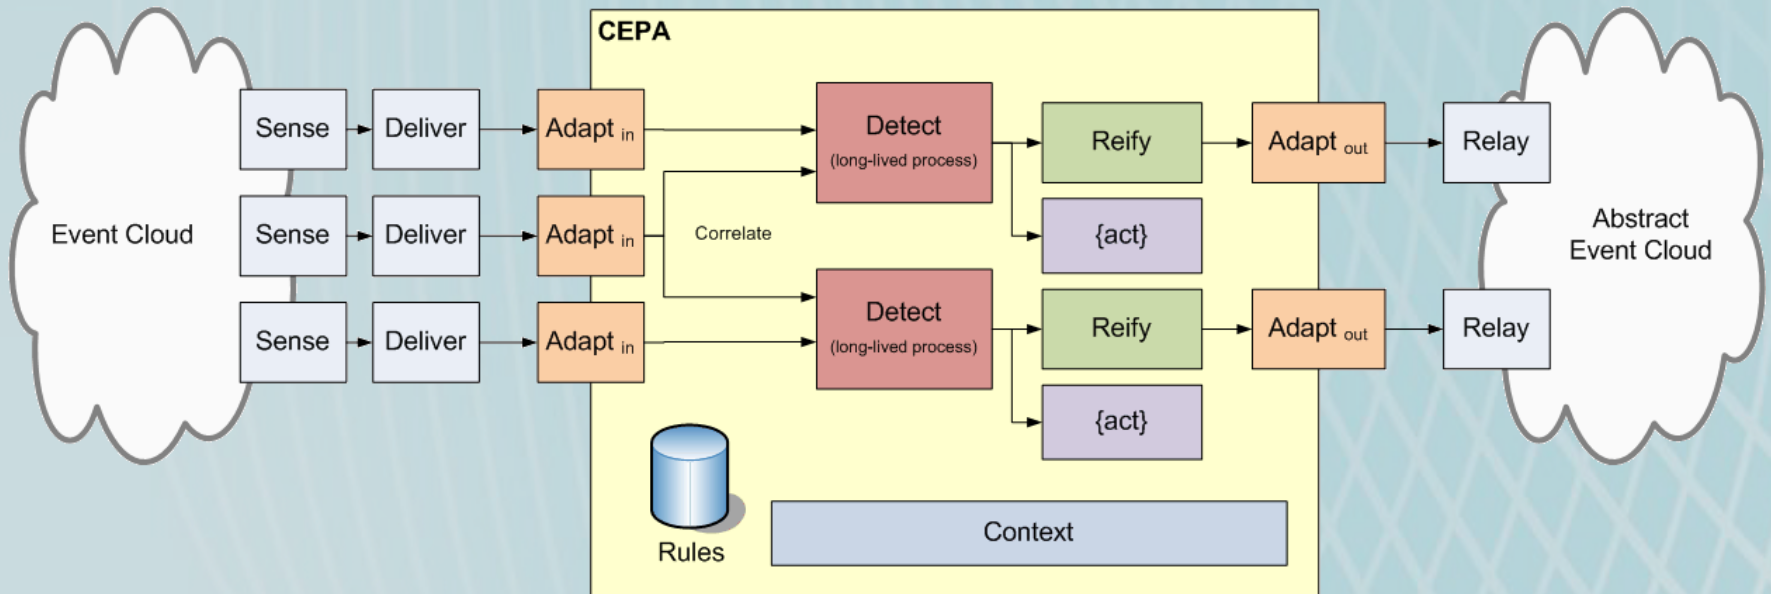 CEPA
Event Cloud
Sense
Deliver
Adapt in
Sense
Deliver
Adapt in
Sense
Deliver
Adapt in
Correlate
Detect
(long-lived process)
Reify
{act}
Adapt out
Relay
Detect
(long-lived process)
Reify
{act}
Adapt out
Relay
Abstract
Event Cloud
Rules
Context